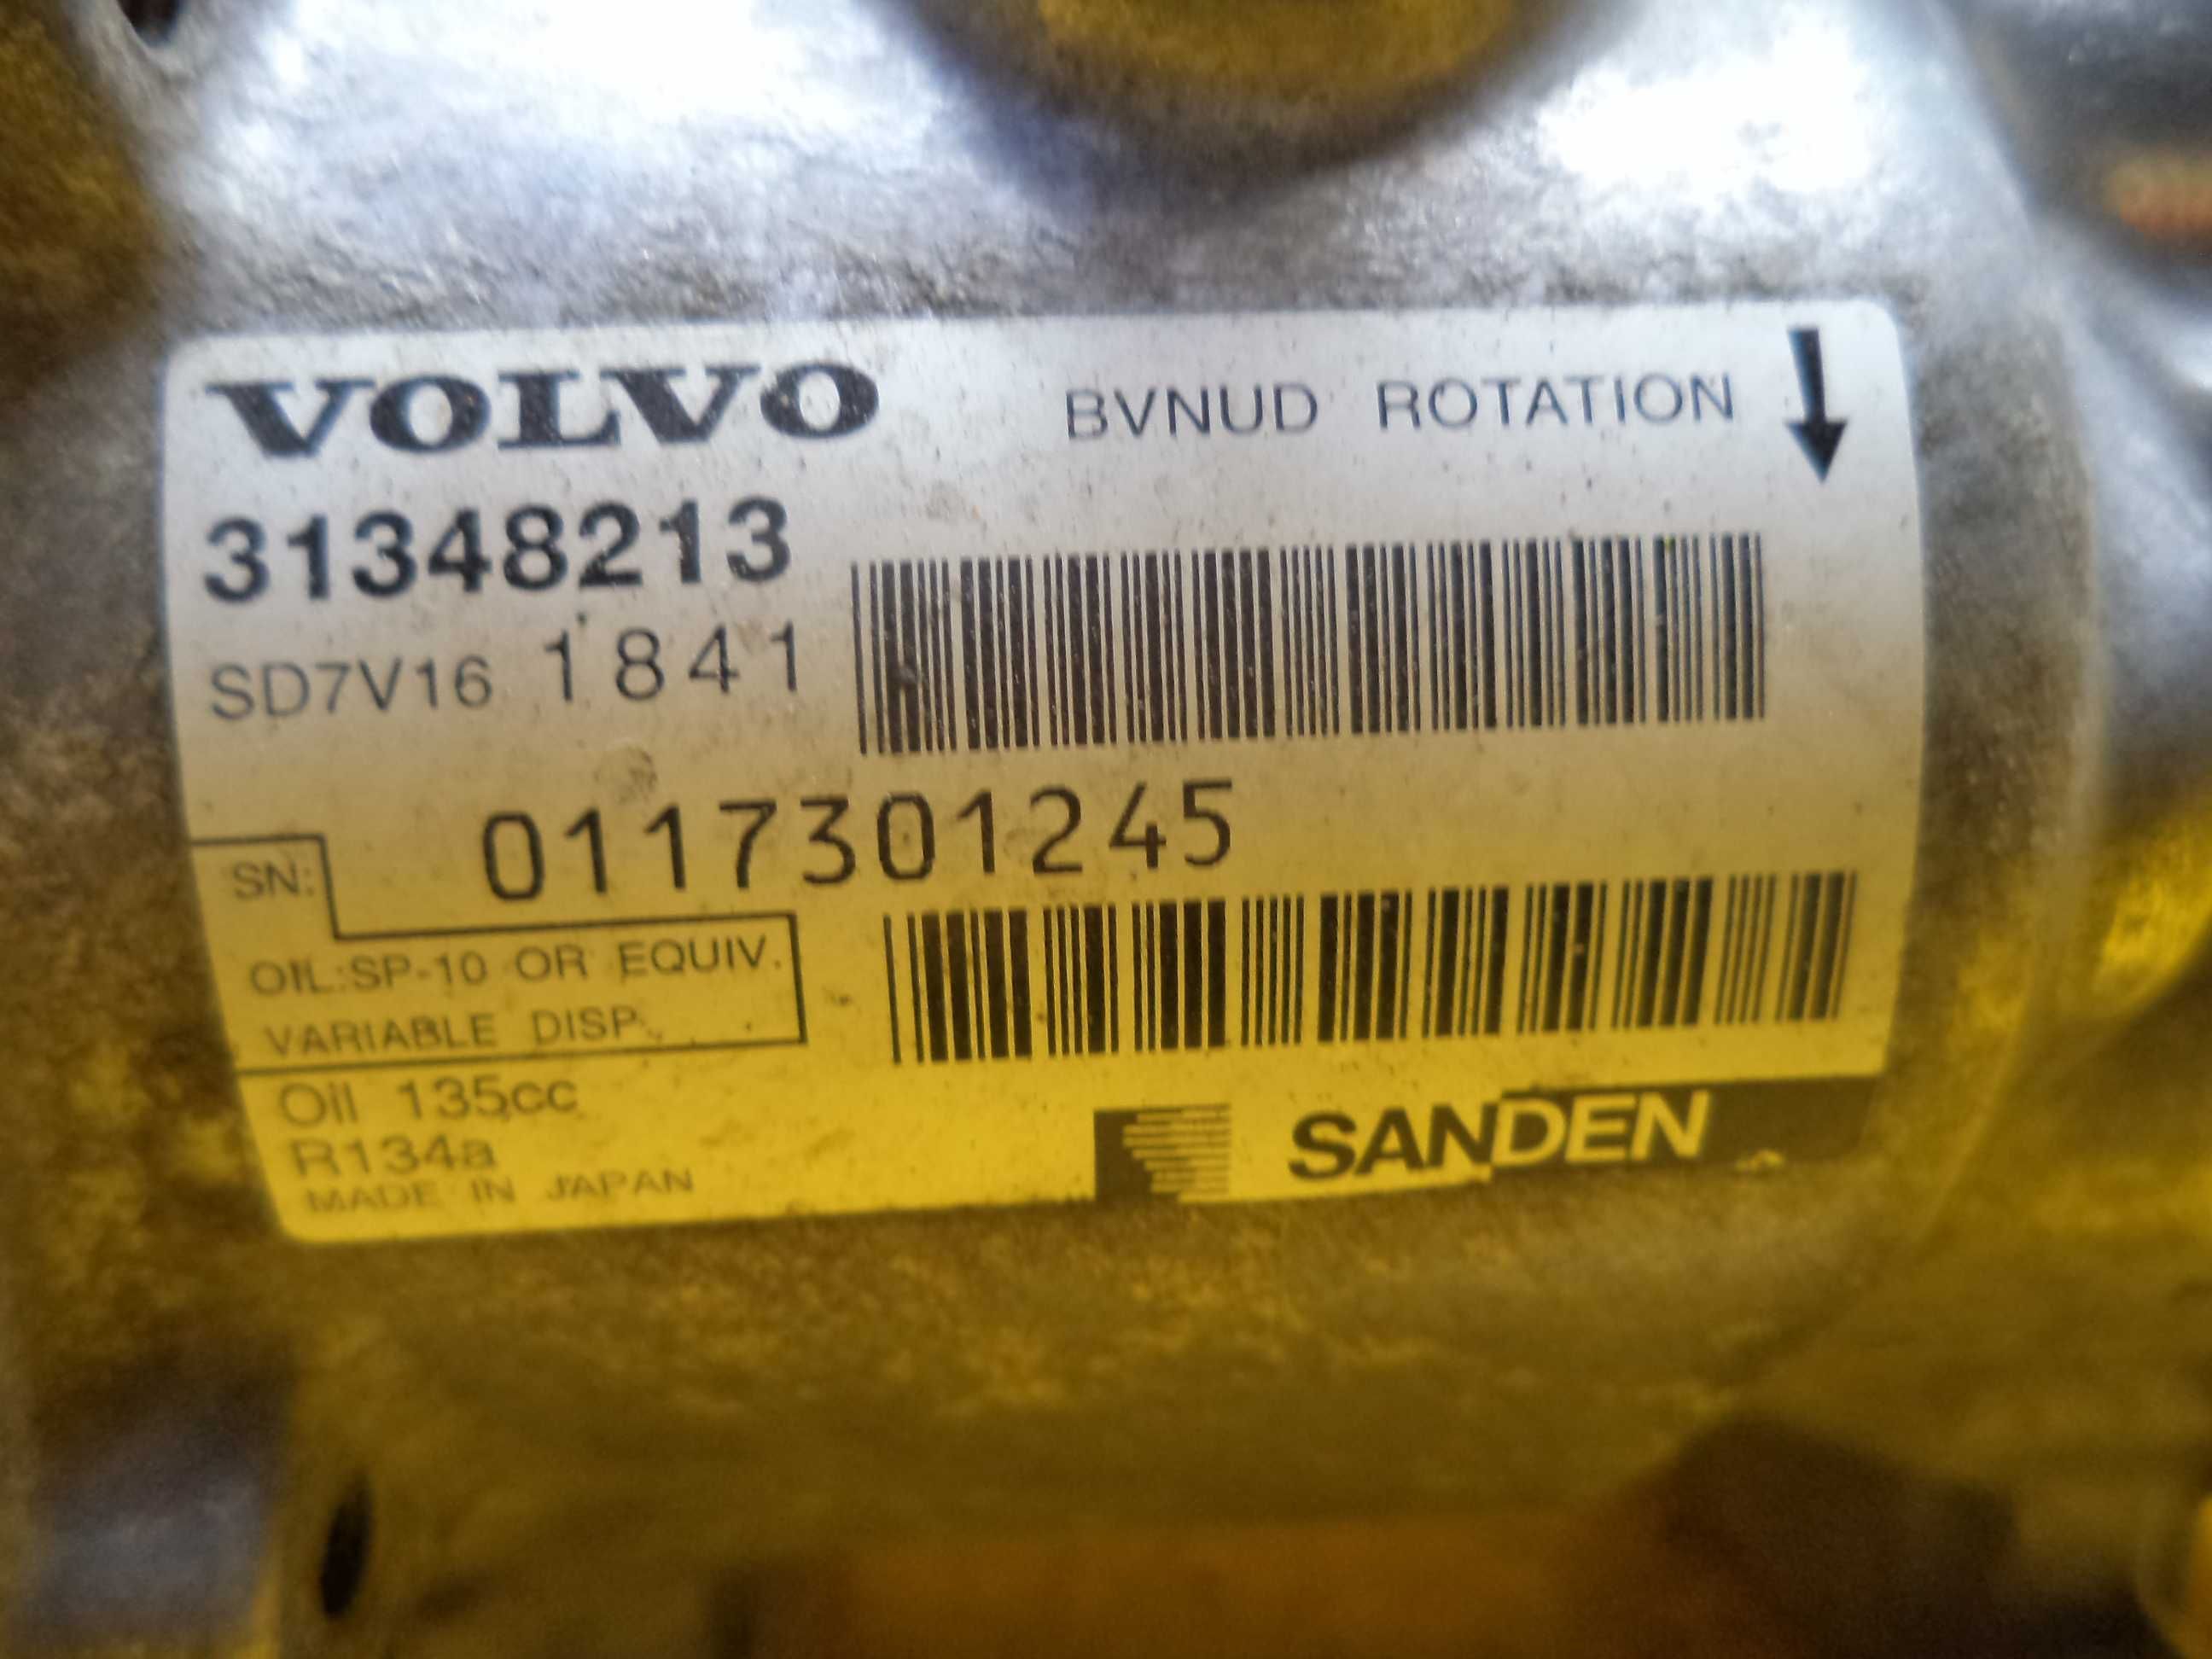 VOLVO BVNUD ROTATION
31348213
SD7V16 1841
SN: 0117301245
OIL:SP-10 OR EQUIV.
VARIABLE DISP.
Oil 135cc
R134a
MADE IN JAPAN
SANDEN